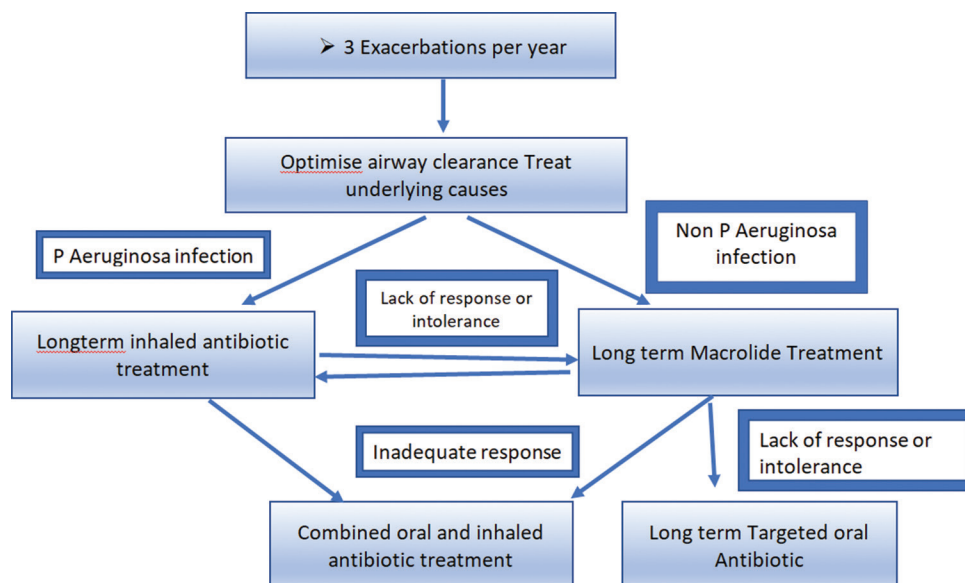 ➢ 3 Exacerbations per year
Optimise airway clearance Treat
underlying causes
P Aeruginosa infection
Non P Aeruginosa
infection
Lack of response or
intolerance
Longterm inhaled antibiotic
treatment
Long term Macrolide Treatment
Inadequate response
Lack of response or
intolerance
Combined oral and inhaled
antibiotic treatment
Long term Targeted oral
Antibiotic